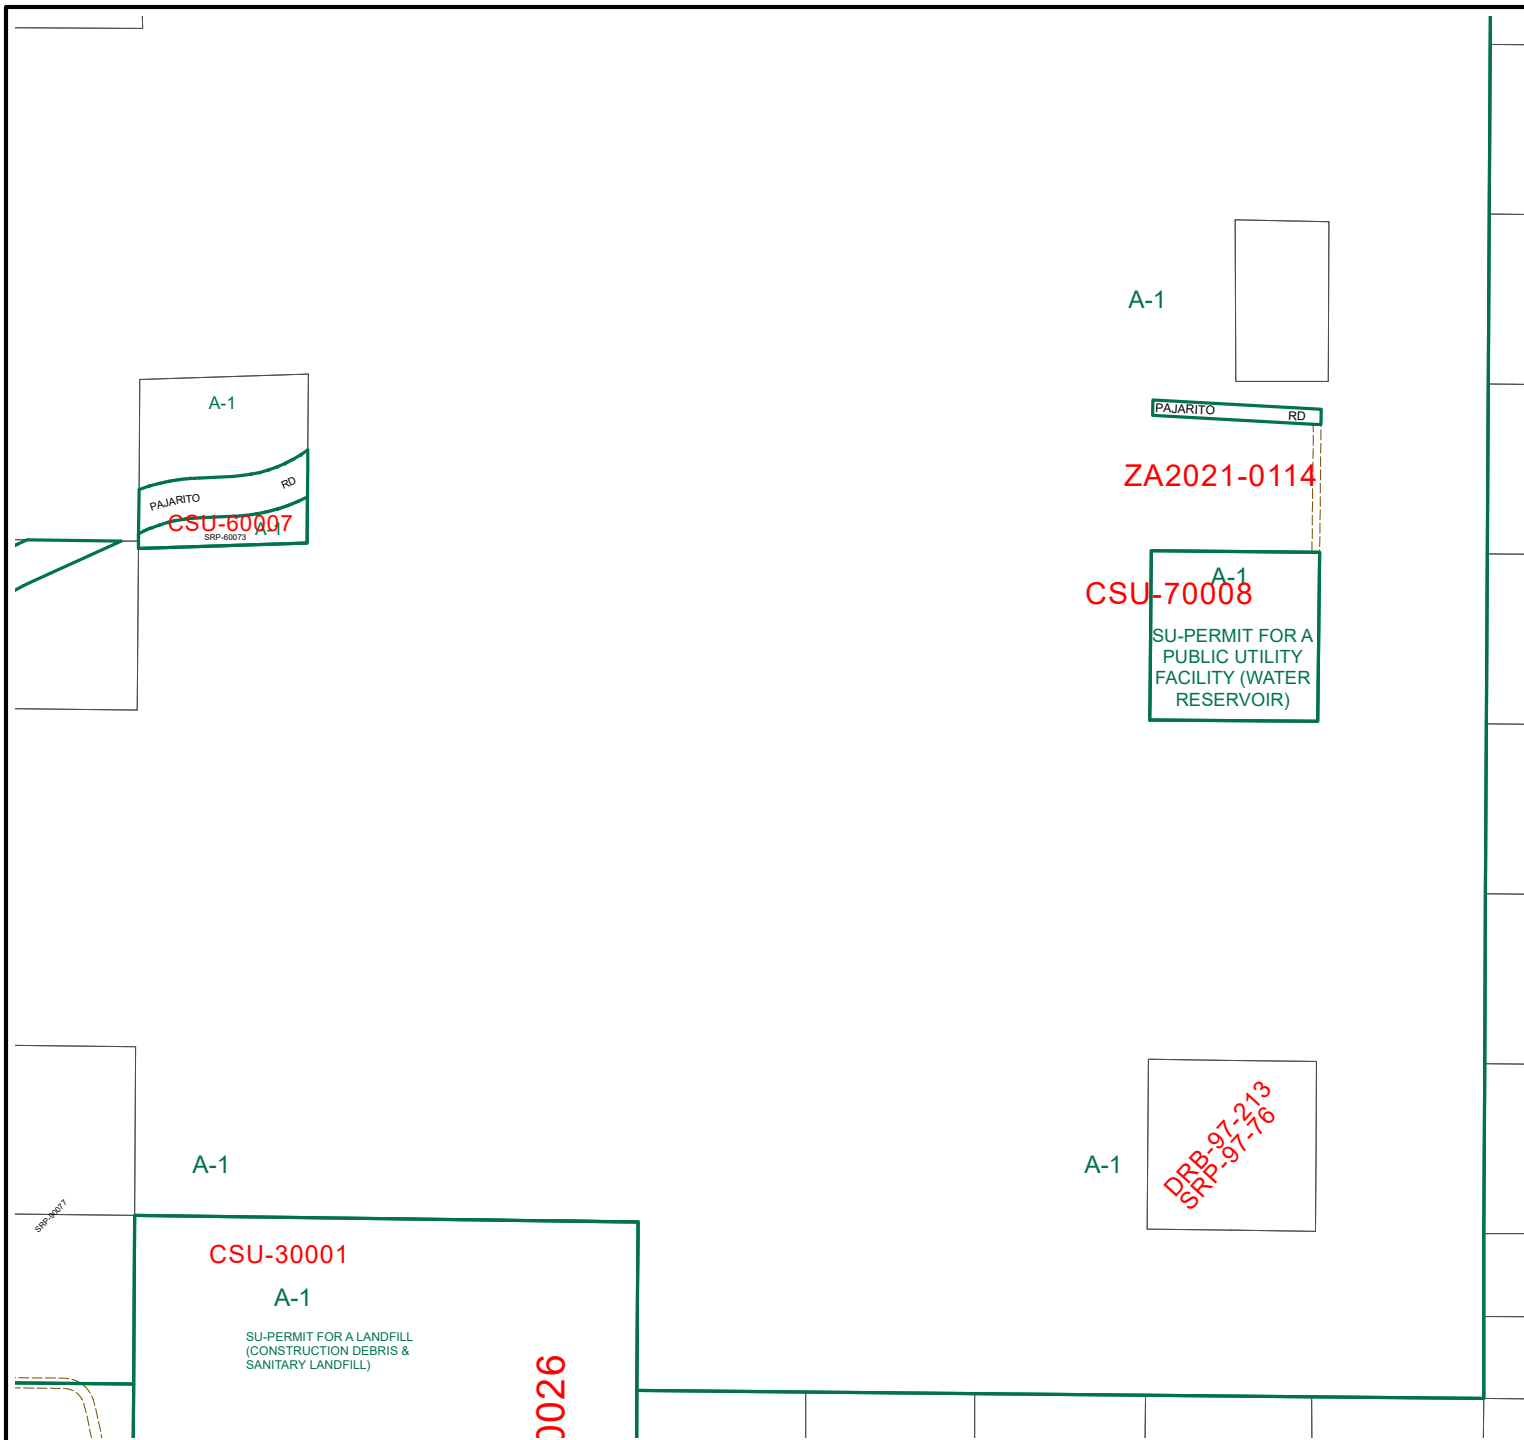 A-1
A-1
PAJARITO RD
PAJARITO RD
ZA2021-0114
CSU-60007
A-1
SRP-60073
A-1
CSU-70008
SU-PERMIT FOR A
PUBLIC UTILITY
FACILITY (WATER
RESERVOIR)
DRB-97-213
SRP-97-76
A-1
A-1
SRP-60077
CSU-30001
A-1
SU-PERMIT FOR A LANDFILL
(CONSTRUCTION DEBRIS &
SANITARY LANDFILL)